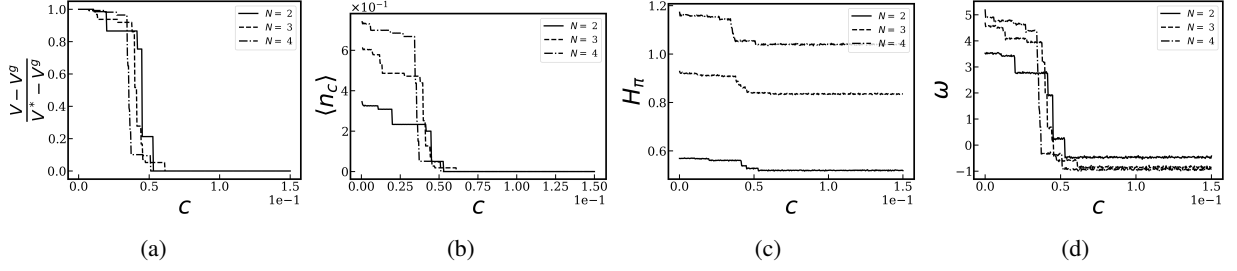 1.0
0.8
0.6
0.4
0.2
0.0
V − V^g
V* − V^g
N = 2
N = 3
N = 4
0.0 0.5 1.0 1.5
1e−1
c
(a)
×10⁻¹
6
4
2
0
⟨n_c⟩
N = 2
N = 3
N = 4
0.00 0.25 0.50 0.75 1.00 1.25 1.50
1e−1
c
(b)
1.2
1.0
0.8
0.6
H_π
N = 2
N = 3
N = 4
0.0 0.5 1.0 1.5
1e−1
c
(c)
5
4
3
2
1
0
−1
ω
N = 2
N = 3
N = 4
0.0 0.5 1.0 1.5
1e−1
c
(d)